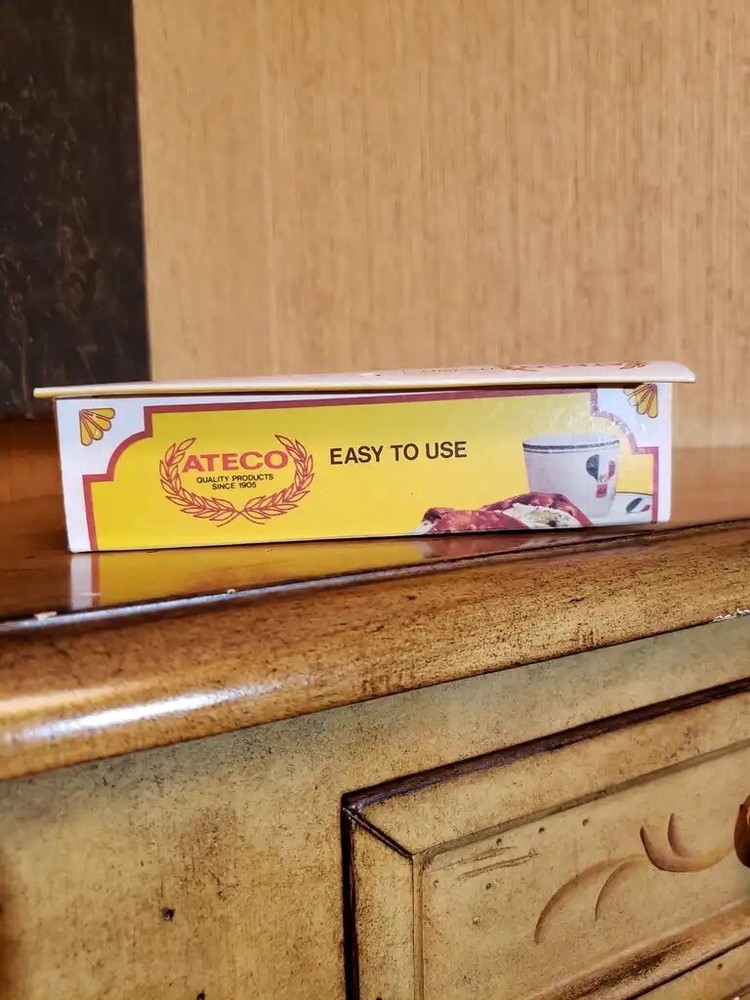 ATECO
QUALITY PRODUCTS
SINCE 1905
EASY TO USE